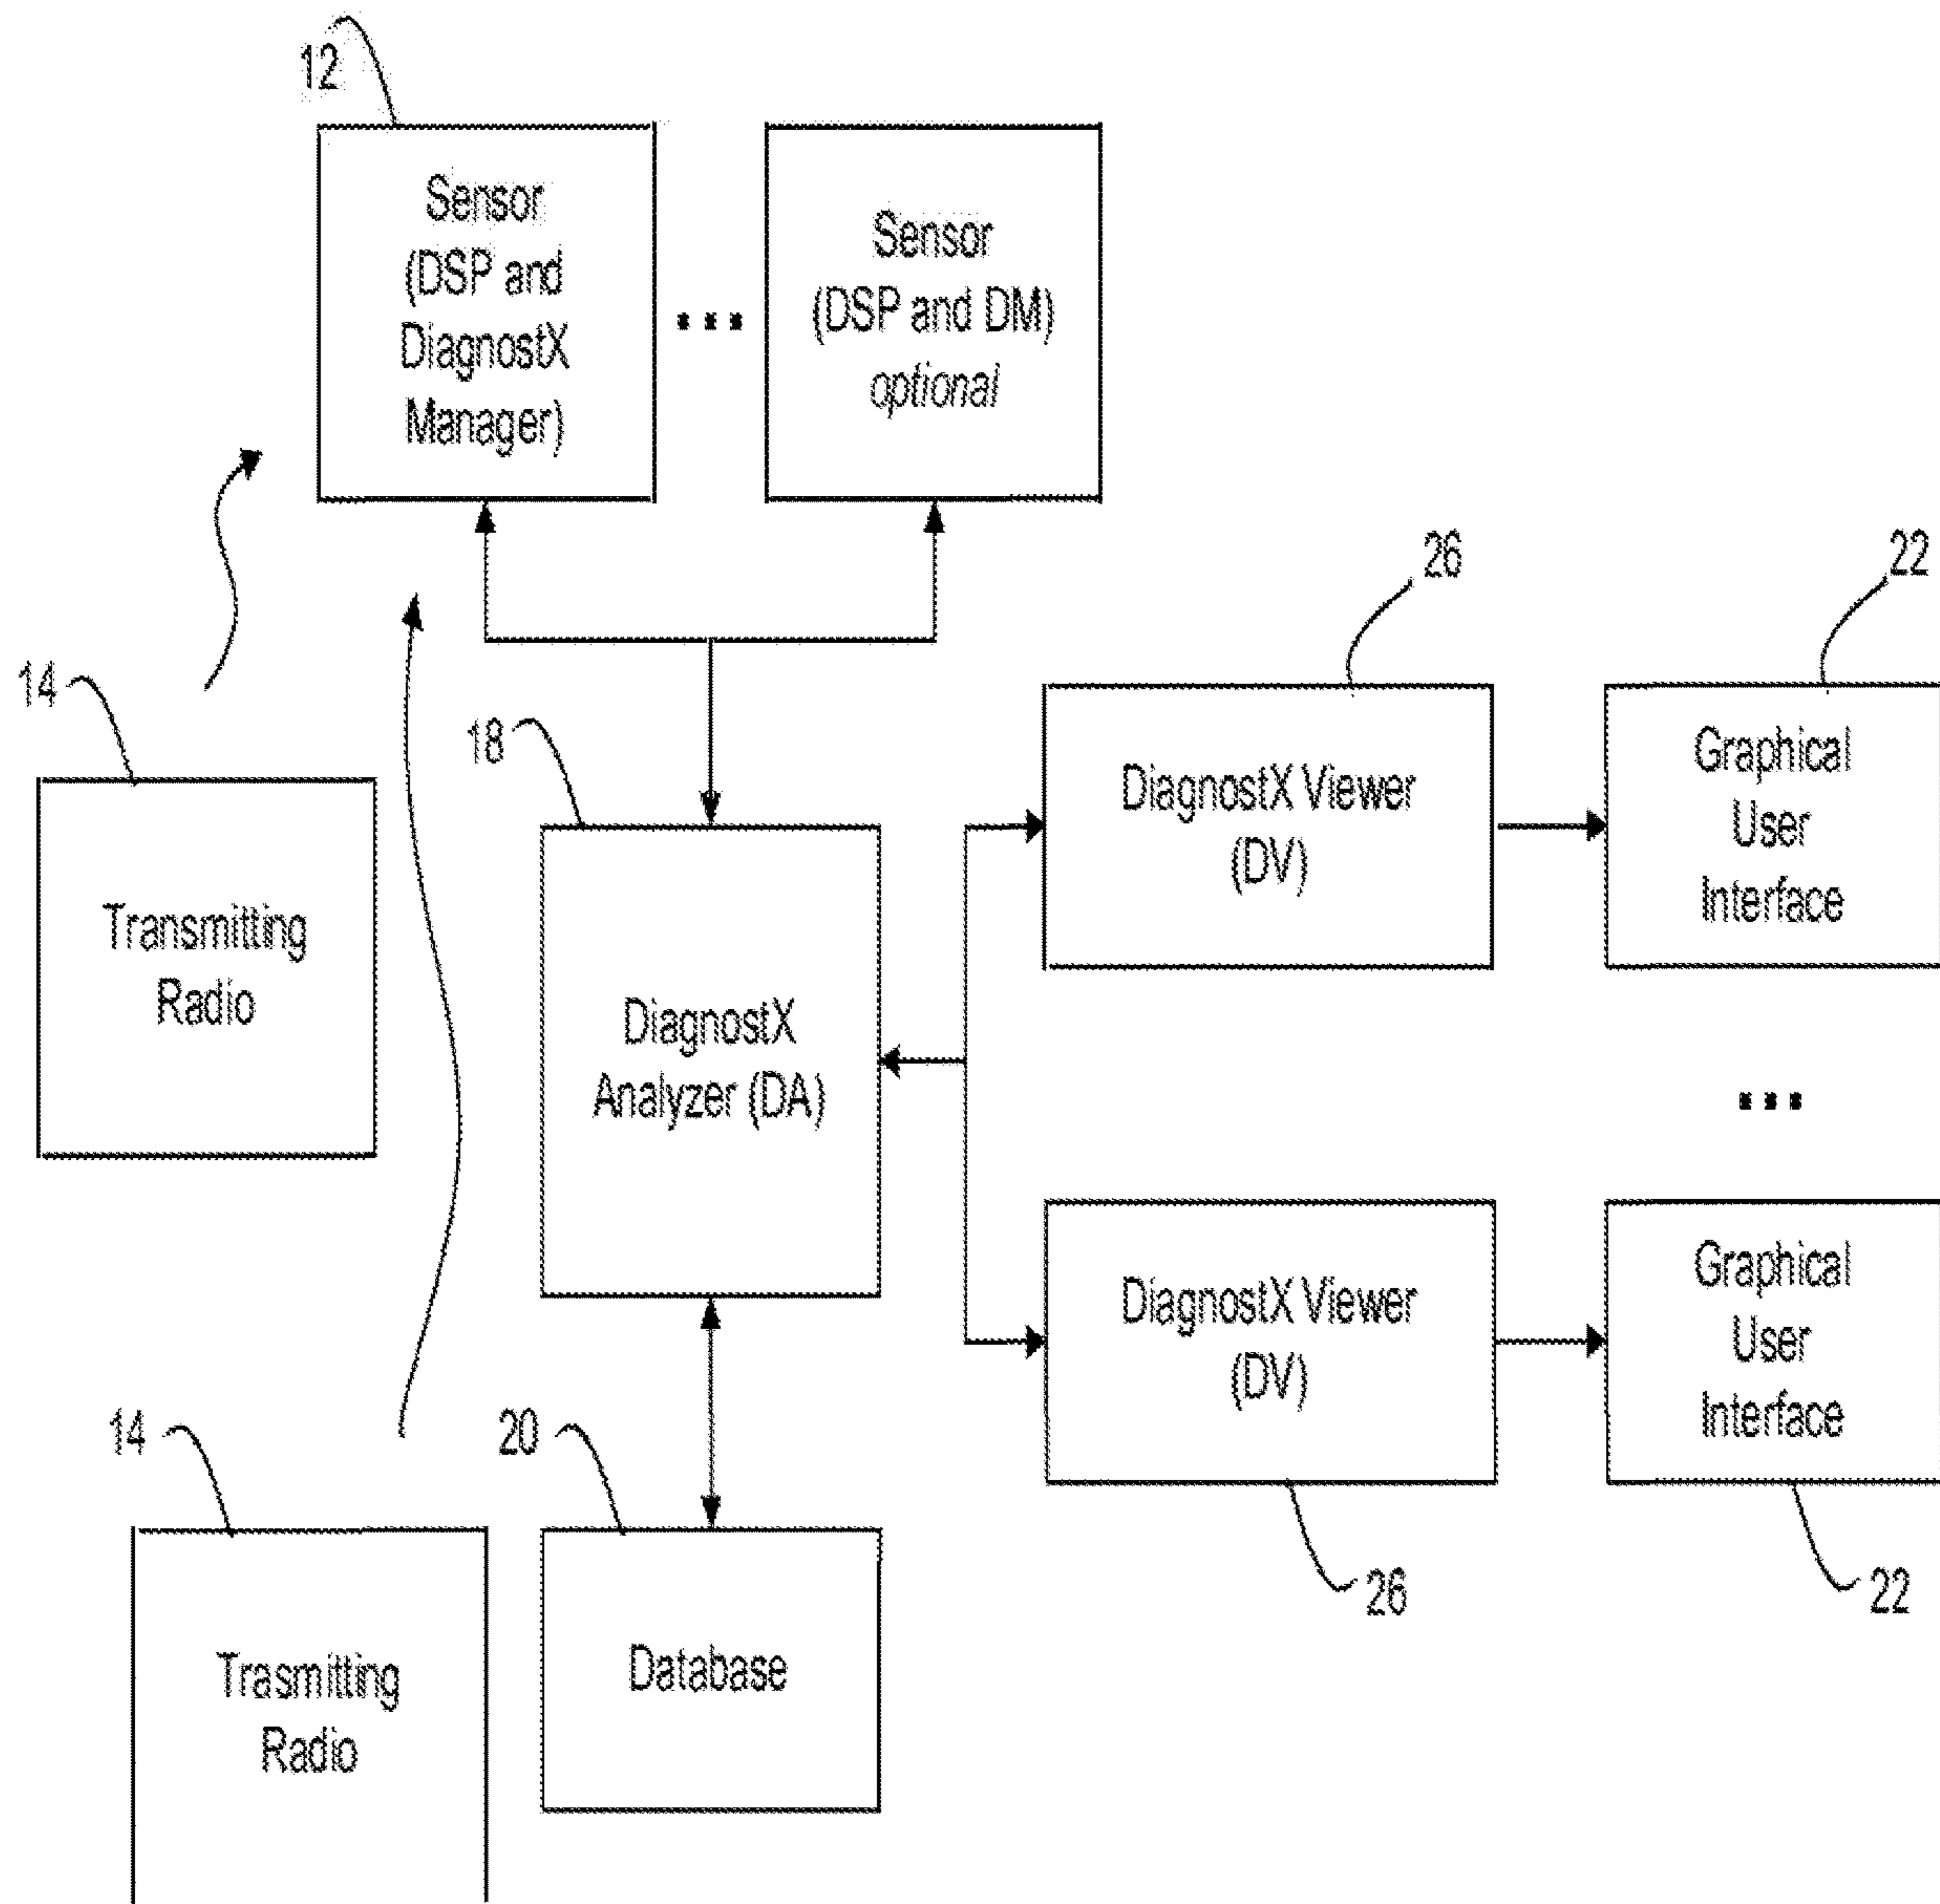 12
Sensor
(DSP and
DiagnostX
Manager)
Sensor
(DSP and DM)
optional
26
22
14
18
Transmitting
Radio
DiagnostX
Analyzer (DA)
DiagnostX Viewer
(DV)
Graphical
User
Interface
DiagnostX Viewer
(DV)
Graphical
User
Interface
14
20
26
22
Trasmitting
Radio
Database